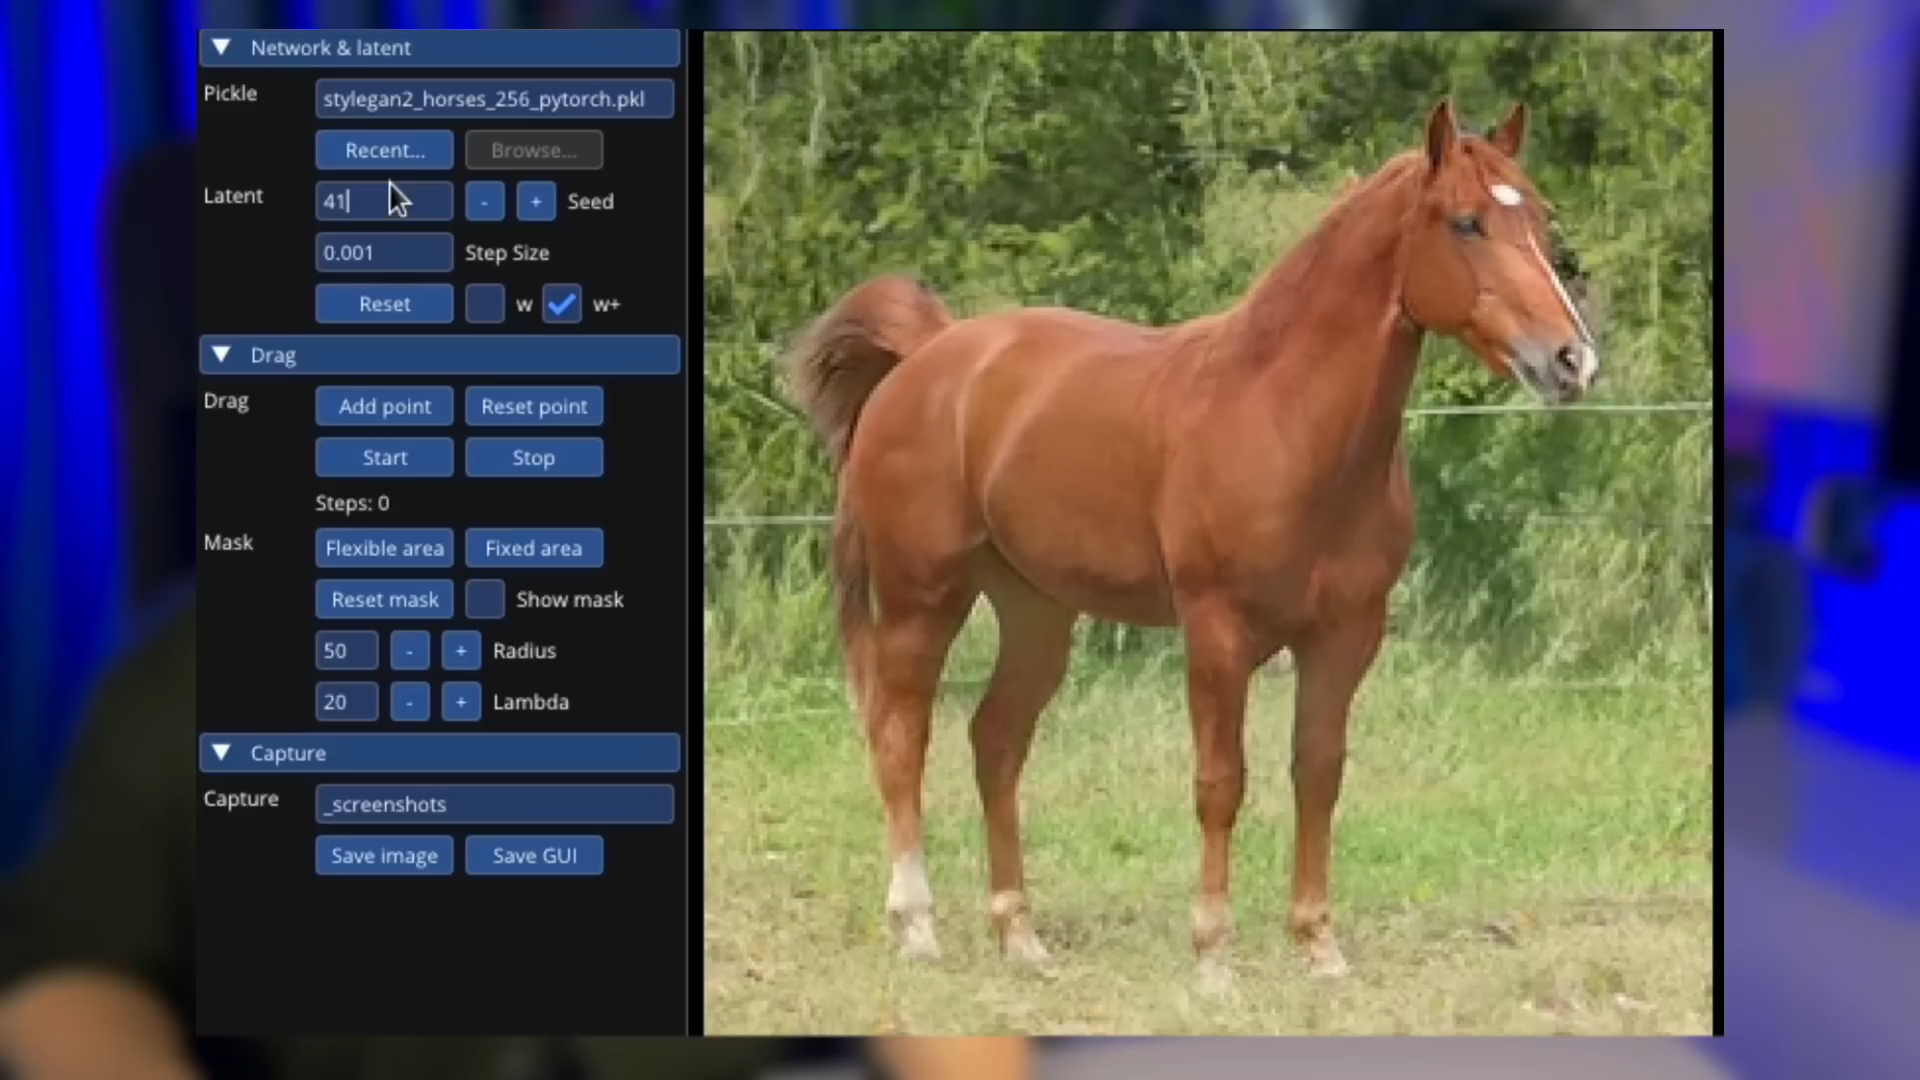 Network & latent
Pickle
stylegan2_horses_256_pytorch.pkl
Recent...
Browse...
Latent
41
-
+
Seed
0.001
Step Size
Reset
w
w+
Drag
Drag
Add point
Reset point
Start
Stop
Steps: 0
Mask
Flexible area
Fixed area
Reset mask
Show mask
50
-
+
Radius
20
-
+
Lambda
Capture
Capture
_screenshots
Save image
Save GUI